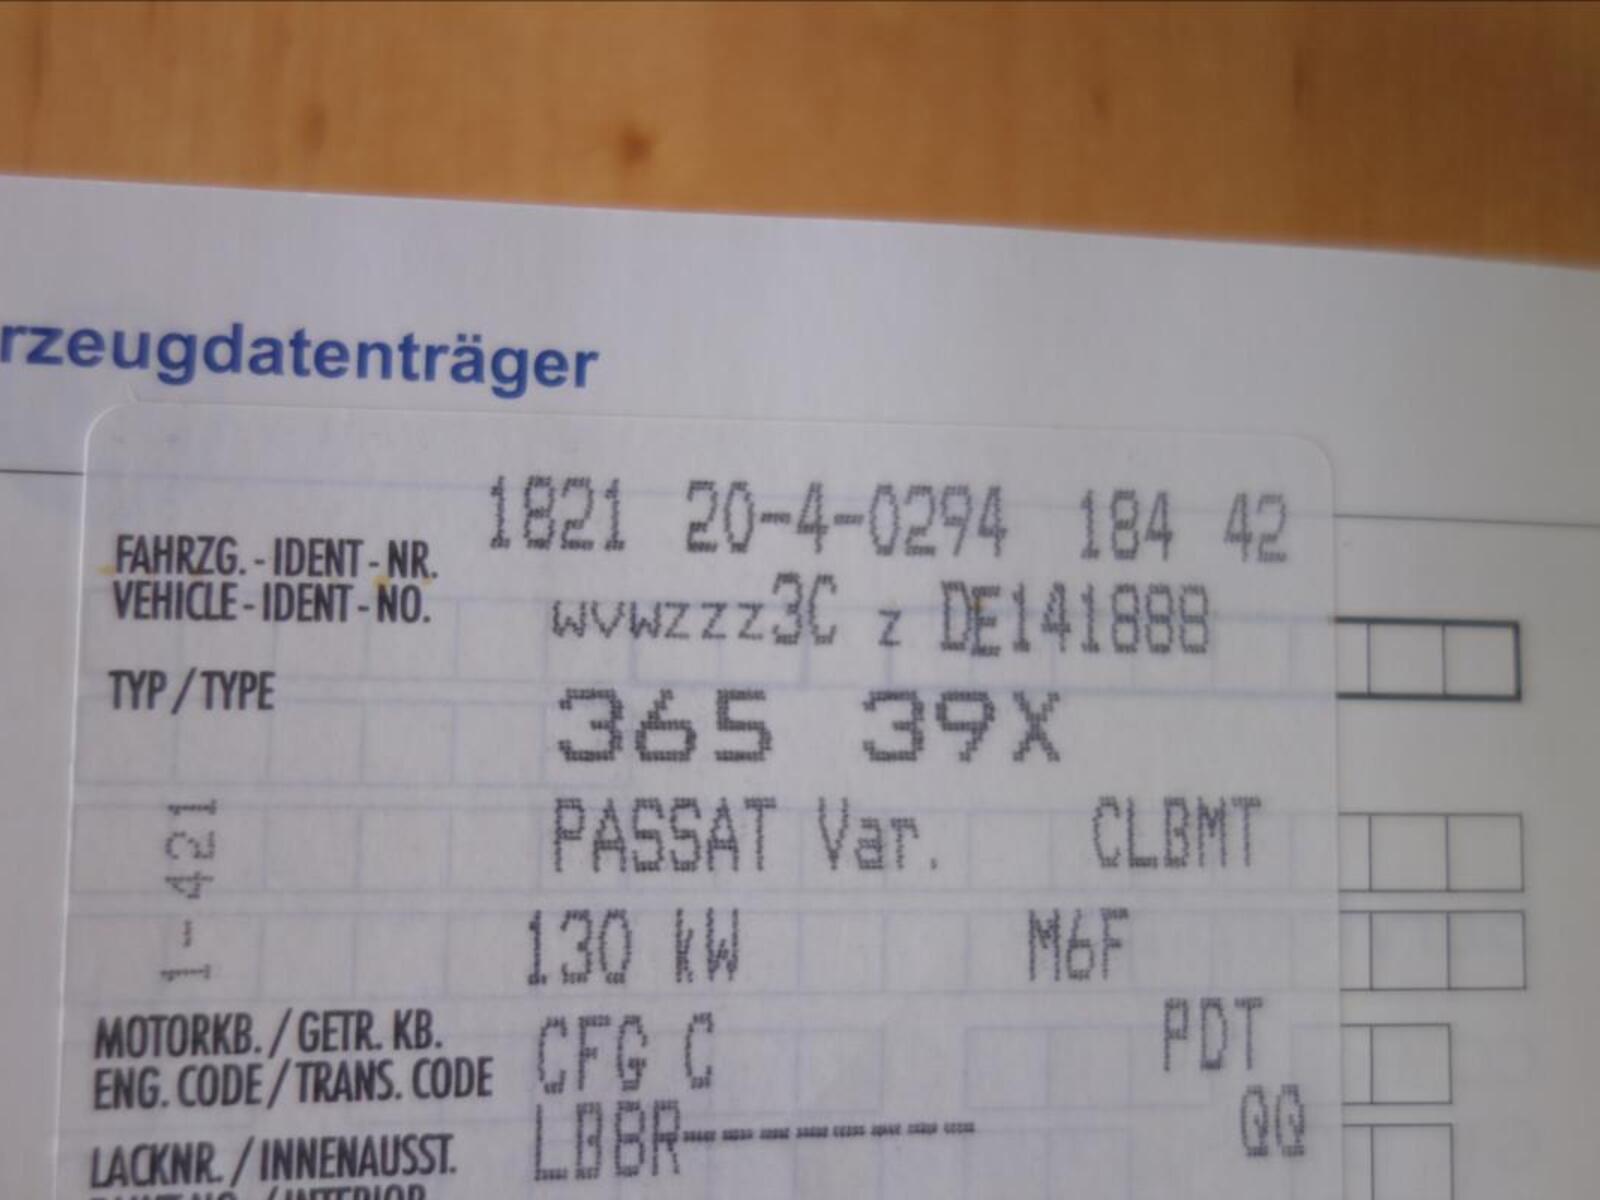 rzeugdatenträger
1821 20-4-0294 184 42
FAHRZG.-IDENT-NR.
VEHICLE-IDENT-NO.
wvwzzz3C z DE141888
TYP/TYPE
365 39X
PASSAT Var. CLBMT
1-421
130 kW M6F
MOTORKB./GETR. KB.
ENG. CODE/TRANS. CODE
CFG C PDT
LACKNR./INNENAUSST.
LB8R---------- QQ